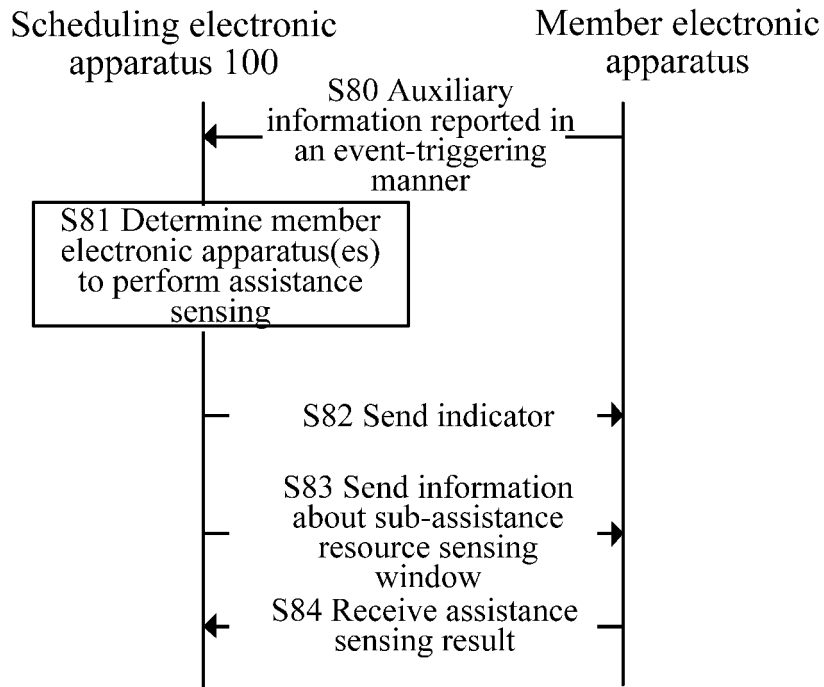 Scheduling electronic
apparatus 100
Member electronic
apparatus
S80 Auxiliary
information reported in
an event-triggering
manner
S81 Determine member
electronic apparatus(es)
to perform assistance
sensing
S82 Send indicator
S83 Send information
about sub-assistance
resource sensing
window
S84 Receive assistance
sensing result